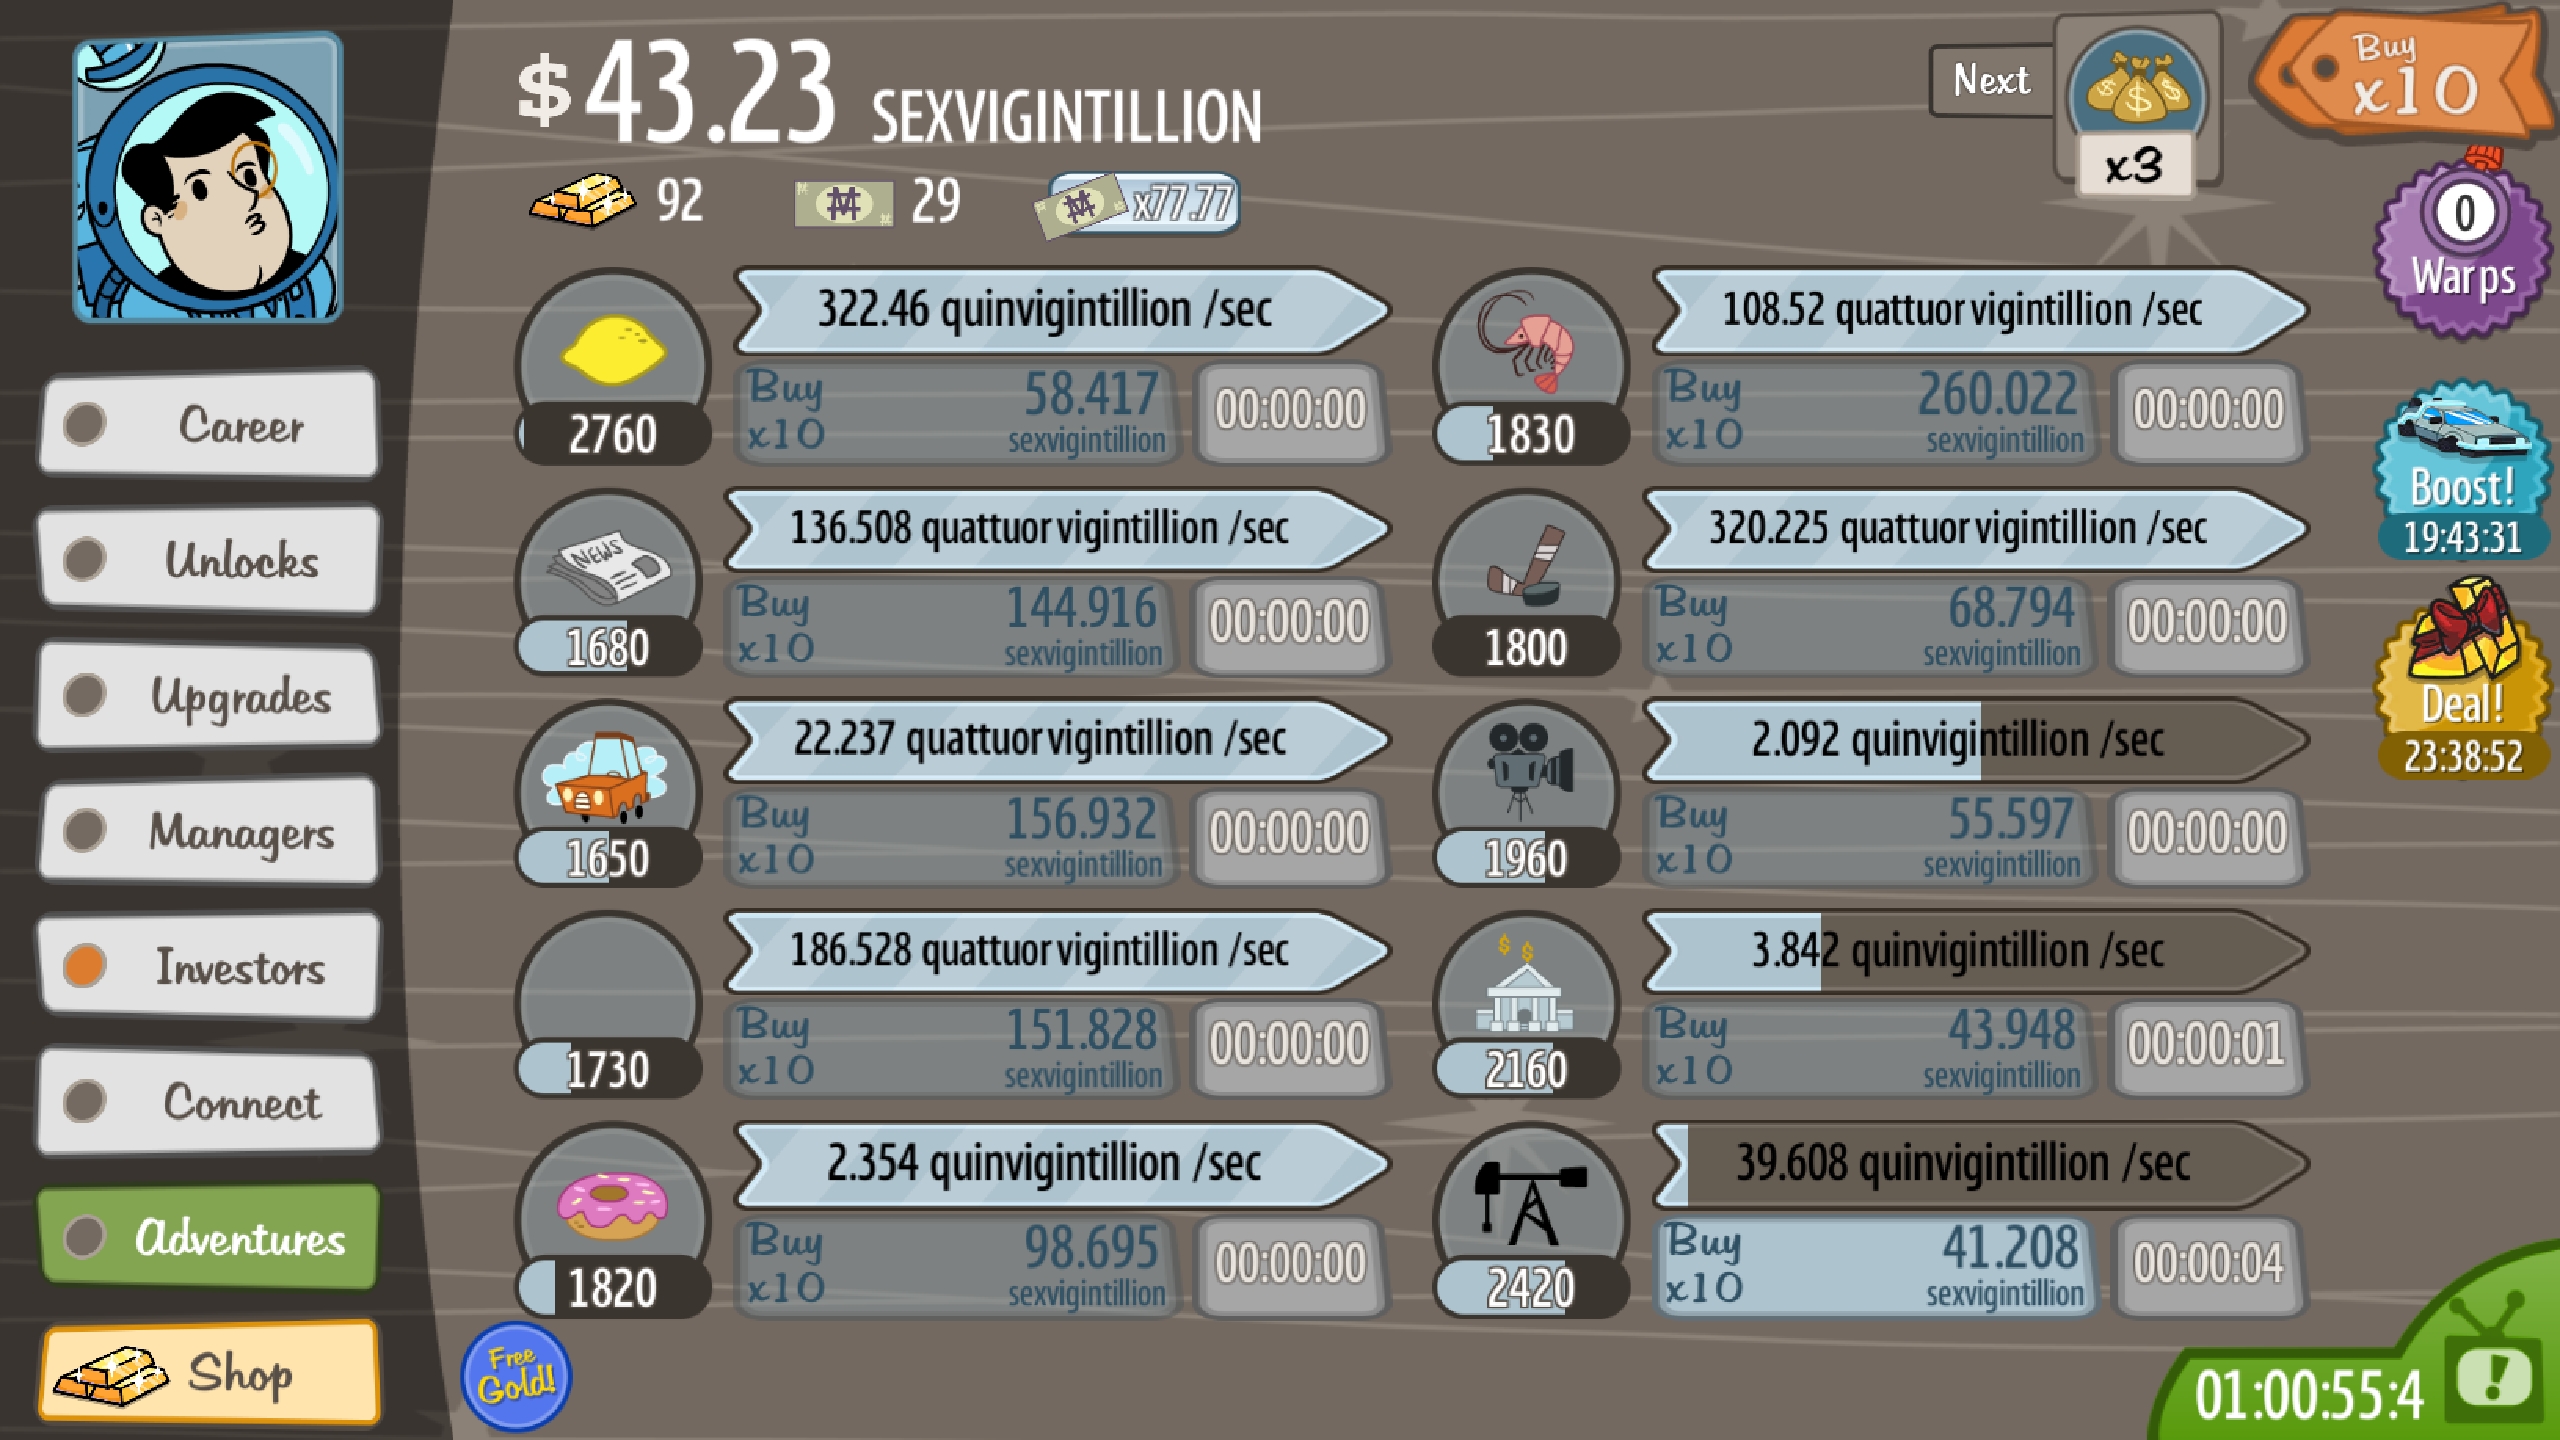 $43.23 SEXVIGINTILLION
Next
x3
Buy
x10
92
29
x77.77
0
Warps
Career
Unlocks
Upgrades
Managers
Investors
Connect
Adventures
Shop
322.46 quinvigintillion /sec
2760
Buy
x10
58.417
sexvigintillion
00:00:00
NEWS
136.508 quattuorvigintillion /sec
1680
Buy
x10
144.916
sexvigintillion
00:00:00
22.237 quattuorvigintillion /sec
1650
Buy
x10
156.932
sexvigintillion
00:00:00
186.528 quattuorvigintillion /sec
1730
Buy
x10
151.828
sexvigintillion
00:00:00
2.354 quinvigintillion /sec
1820
Buy
x10
98.695
sexvigintillion
00:00:00
108.52 quattuorvigintillion /sec
1830
Buy
x10
260.022
sexvigintillion
00:00:00
320.225 quattuorvigintillion /sec
1800
Buy
x10
68.794
sexvigintillion
00:00:00
2.092 quinvigintillion /sec
1960
Buy
x10
55.597
sexvigintillion
00:00:00
3.842 quinvigintillion /sec
2160
Buy
x10
43.948
sexvigintillion
00:00:01
39.608 quinvigintillion /sec
2420
Buy
x10
41.208
sexvigintillion
00:00:04
Boost!
19:43:31
Deal!
23:38:52
Free
Gold!
01:00:55:4